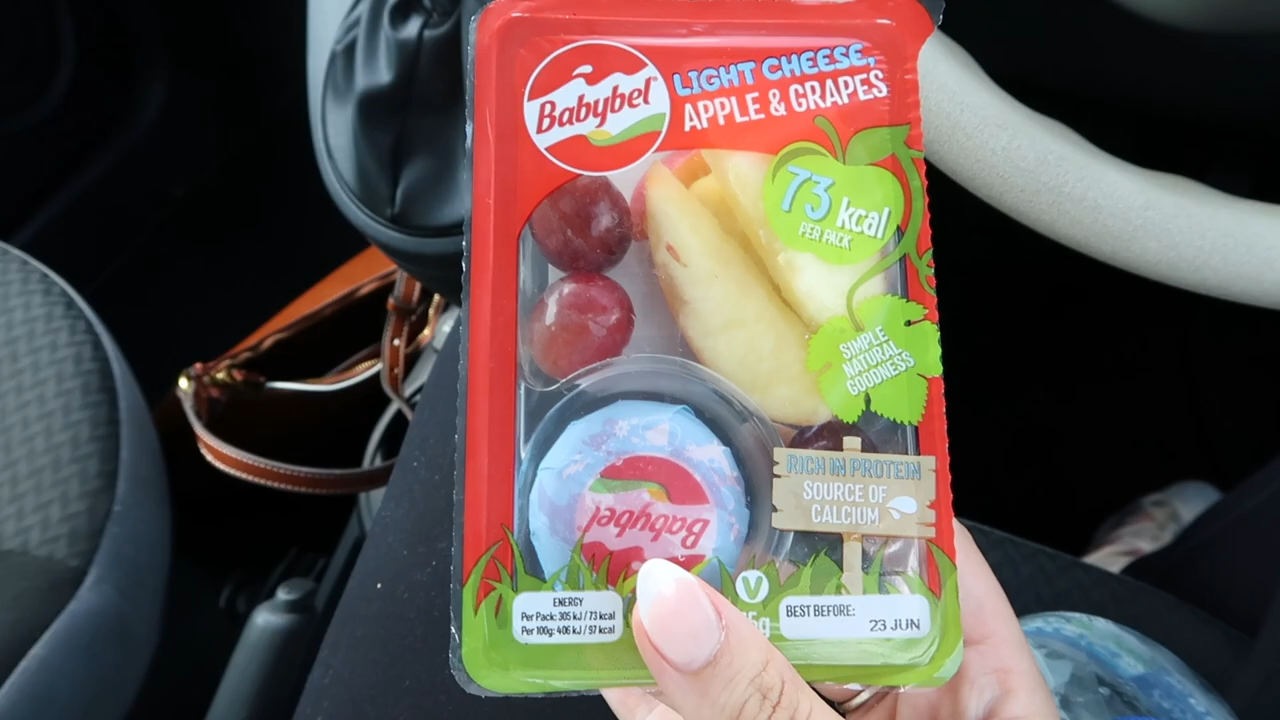 Babybel
LIGHT CHEESE,
APPLE & GRAPES
73 kcal
PER PACK
SIMPLE
NATURAL
GOODNESS
RICH IN PROTEIN
SOURCE OF
CALCIUM
Babybel
V
ENERGY
Per Pack: 305 kJ / 73 kcal
Per 100g: 406 kJ / 97 kcal
BEST BEFORE:
23 JUN